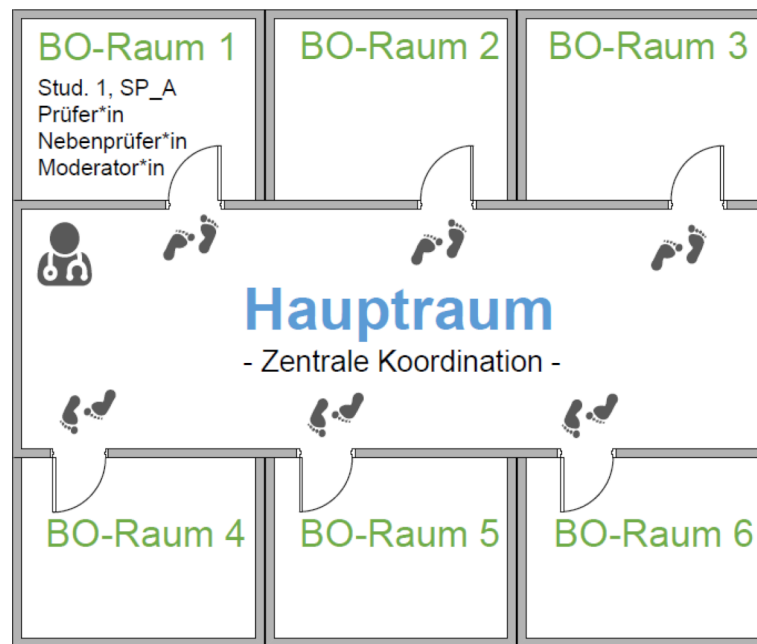 BO-Raum 1
Stud. 1, SP_A
Prüfer*in
Nebenprüfer*in
Moderator*in
BO-Raum 2
BO-Raum 3
Hauptraum
- Zentrale Koordination -
BO-Raum 4
BO-Raum 5
BO-Raum 6